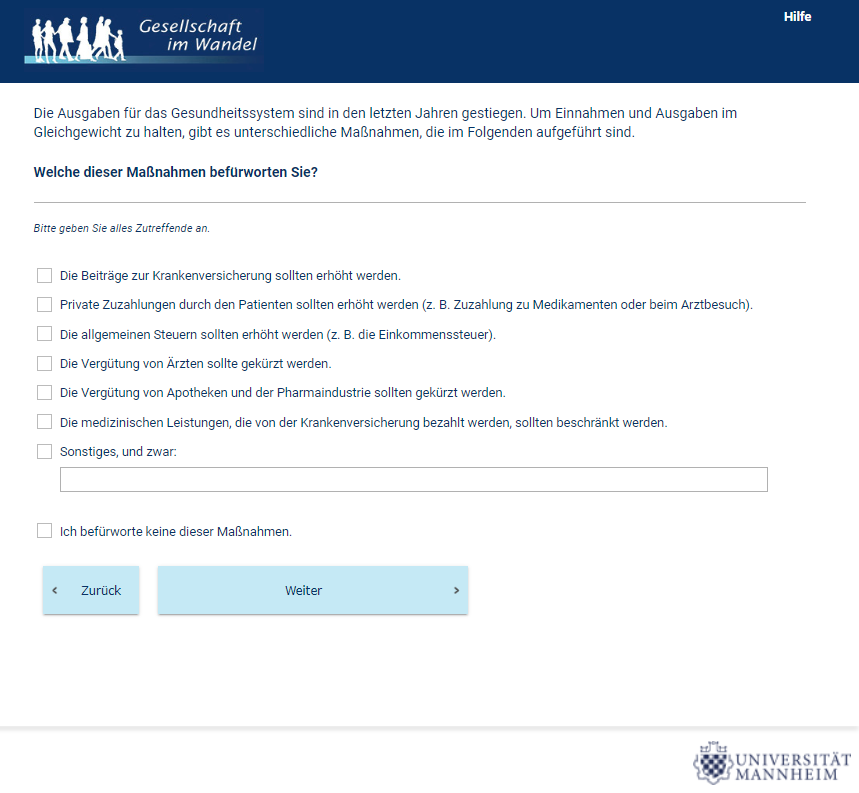 Gesellschaft
im Wandel
Hilfe
Die Ausgaben für das Gesundheitssystem sind in den letzten Jahren gestiegen. Um Einnahmen und Ausgaben im
Gleichgewicht zu halten, gibt es unterschiedliche Maßnahmen, die im Folgenden aufgeführt sind.
Welche dieser Maßnahmen befürworten Sie?
Bitte geben Sie alles Zutreffende an.
Die Beiträge zur Krankenversicherung sollten erhöht werden.
Private Zuzahlungen durch den Patienten sollten erhöht werden (z. B. Zuzahlung zu Medikamenten oder beim Arztbesuch).
Die allgemeinen Steuern sollten erhöht werden (z. B. die Einkommenssteuer).
Die Vergütung von Ärzten sollte gekürzt werden.
Die Vergütung von Apotheken und der Pharmaindustrie sollten gekürzt werden.
Die medizinischen Leistungen, die von der Krankenversicherung bezahlt werden, sollten beschränkt werden.
Sonstiges, und zwar:
Ich befürworte keine dieser Maßnahmen.
Zurück
Weiter
UNIVERSITÄT
MANNHEIM